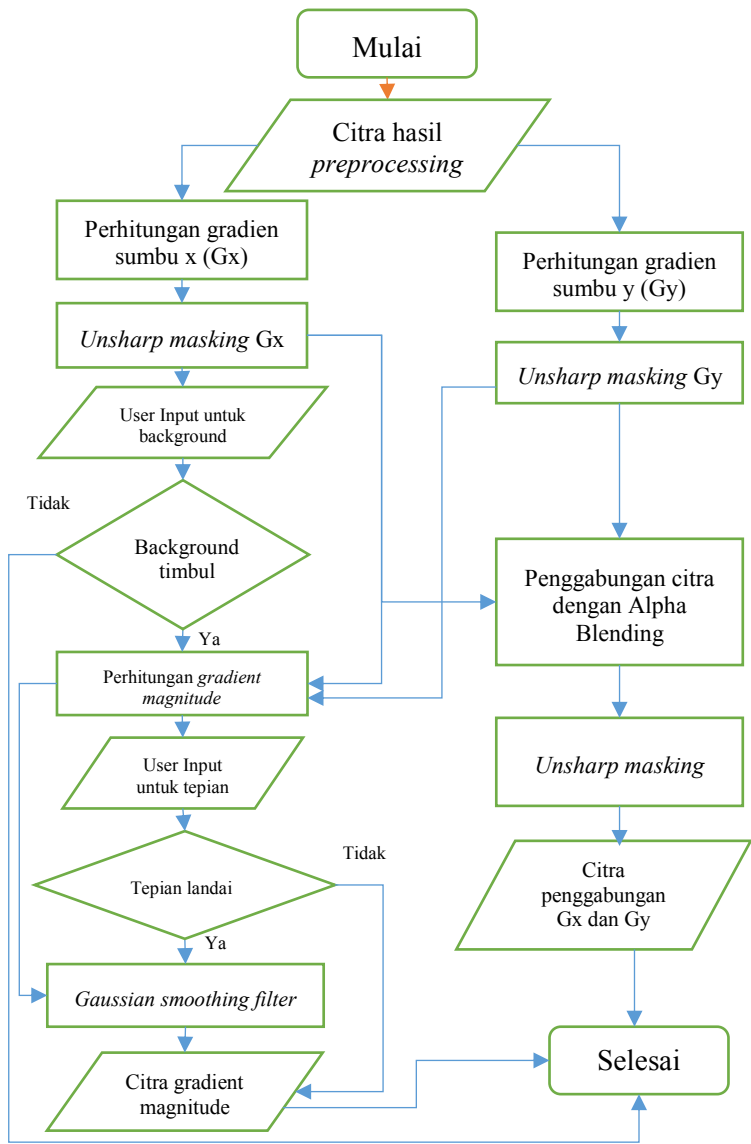 Mulai
Citra hasil
preprocessing
Perhitungan gradien
sumbu x (Gx)
Perhitungan gradien
sumbu y (Gy)
Unsharp masking Gx
Unsharp masking Gy
User Input untuk
background
Tidak
Background
timbul
Penggabungan citra
dengan Alpha
Blending
Ya
Perhitungan gradient
magnitude
User Input
untuk tepian
Unsharp masking
Tidak
Tepian landai
Citra
penggabungan
Gx dan Gy
Ya
Gaussian smoothing filter
Selesai
Citra gradient
magnitude